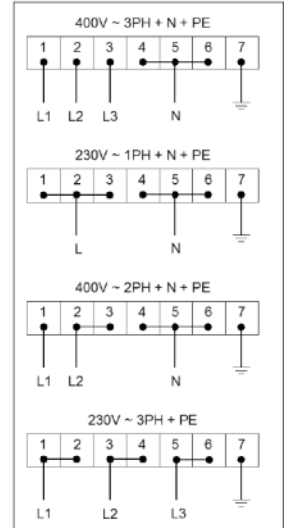 400V ~ 3PH + N + PE
1 2 3 4 5 6 7
L1 L2 L3 N
230V ~ 1PH + N + PE
1 2 3 4 5 6 7
L N
400V ~ 2PH + N + PE
1 2 3 4 5 6 7
L1 L2 N
230V ~ 3PH + PE
1 2 3 4 5 6 7
L1 L2 L3